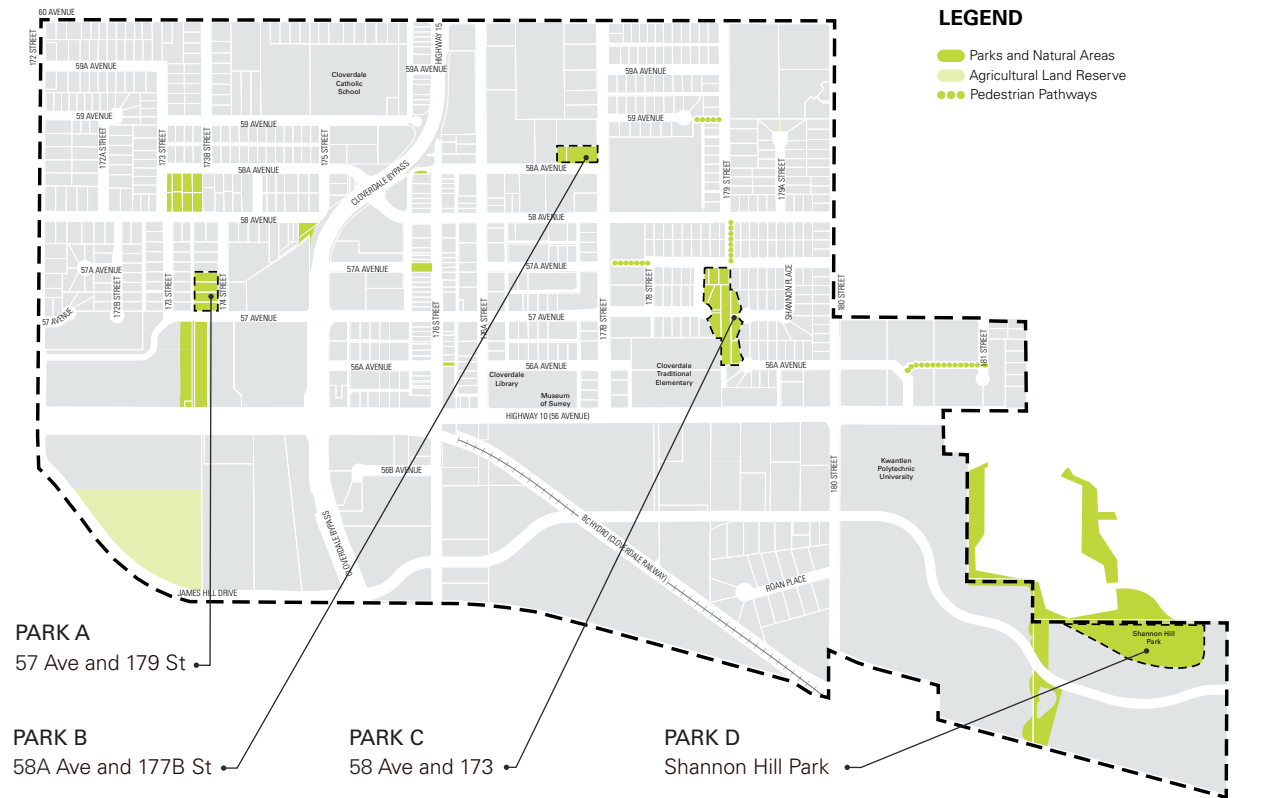 60 AVENUE
LEGEND
Parks and Natural Areas
Agricultural Land Reserve
Pedestrian Pathways
172 STREET
HIGHWAY 15
59A AVENUE
59A AVENUE
59A AVENUE
Cloverdale
Catholic
School
59 AVENUE
59 AVENUE
59 AVENUE
172A STREET
173 STREET
173B STREET
175 STREET
58A AVENUE
CLOVERDALE BYPASS
58A AVENUE
179 STREET
179A STREET
58 AVENUE
58 AVENUE
57A AVENUE
57A AVENUE
57A AVENUE
172B STREET
173 STREET
174 STREET
178 STREET
SHANNON PLACE
180 STREET
57 AVENUE
57 AVENUE
57 AVENUE
176 STREET
176A STREET
177B STREET
181 STREET
56A AVENUE
56A AVENUE
56A AVENUE
Cloverdale
Library
Museum
of Surrey
Cloverdale
Traditional
Elementary
HIGHWAY 10 (56 AVENUE)
56B AVENUE
180 STREET
Kwantlen
Polytechnic
University
CLOVERDALE BYPASS
BC HYDRO (CLOVERDALE RAILWAY)
ROAN PLACE
JAMES HILL DRIVE
Shannon Hill
Park
PARK A
57 Ave and 179 St
PARK B
58A Ave and 177B St
PARK C
58 Ave and 173
PARK D
Shannon Hill Park